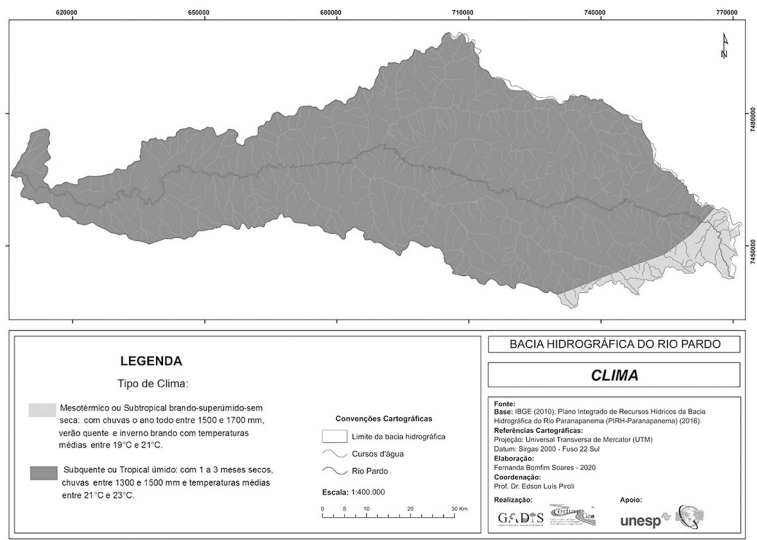 620000 650000 680000 710000 740000 770000
N
7480000
7450000
LEGENDA
Tipo de Clima:
Mesotérmico ou Subtropical brando-superúmido-sem
seca: com chuvas o ano todo entre 1500 e 1700 mm,
verão quente e inverno brando com temperaturas
médias entre 19°C e 21°C.
Subquente ou Tropical úmido: com 1 a 3 meses secos,
chuvas entre 1300 e 1500 mm e temperaturas médias
entre 21°C e 23°C.
Convenções Cartográficas
Limite da bacia hidrográfica
Cursos d'água
Rio Pardo
Escala: 1:400.000
0 5 10 15 20 30 Km
BACIA HIDROGRÁFICA DO RIO PARDO
CLIMA
Fonte:
Base: IBGE (2010); Plano Integrado de Recursos Hídricos da Bacia
Hidrográfica do Rio Paranapanema (PIRH-Paranapanema) (2016).
Referências Cartográficas:
Projeção: Universal Transversa de Mercator (UTM)
Datum: Sirgas 2000 - Fuso 22 Sul
Elaboração:
Fernanda Bomfim Soares - 2020
Coordenação:
Prof. Dr. Edson Luís Piroli
Realização:
Apoio:
GADIS
unesp